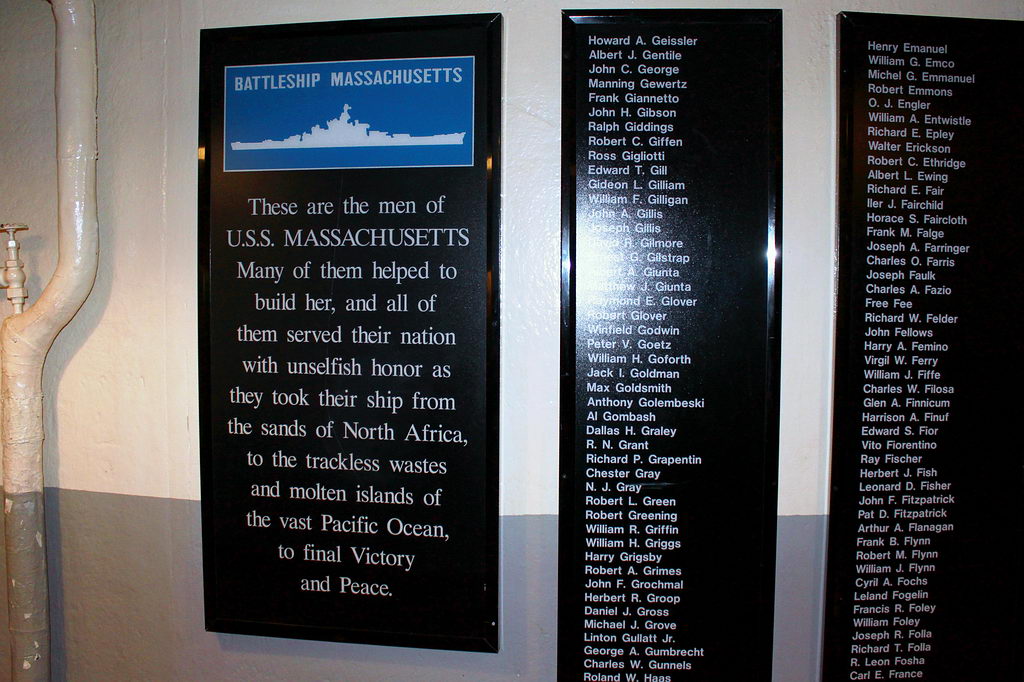 BATTLESHIP MASSACHUSETTS
These are the men of
U.S.S. MASSACHUSETTS
Many of them helped to
build her, and all of
them served their nation
with unselfish honor as
they took their ship from
the sands of North Africa,
to the trackless wastes
and molten islands of
the vast Pacific Ocean,
to final Victory
and Peace.
Howard A. Geissler
Albert J. Gentile
John C. George
Manning Gewertz
Frank Giannetto
John H. Gibson
Ralph Giddings
Robert C. Giffen
Ross Gigliotti
Edward T. Gill
Gideon L. Gilliam
William F. Gilligan
John A. Gillis
Joseph Gillis
R. Gilmore
G. Gilstrap
A. Giunta
J. Giunta
Raymond E. Glover
Robert Glover
Winfield Godwin
Peter V. Goetz
William H. Goforth
Jack I. Goldman
Max Goldsmith
Anthony Golembeski
Al Gombash
Dallas H. Graley
R. N. Grant
Richard P. Grapentin
Chester Gray
N. J. Gray
Robert L. Green
Robert Greening
William R. Griffin
William H. Griggs
Harry Grigsby
Robert A. Grimes
John F. Grochmal
Herbert R. Groop
Daniel J. Gross
Michael J. Grove
Linton Gullatt Jr.
George A. Gumbrecht
Charles W. Gunnels
Roland W. Haas
Henry Emanuel
William G. Emco
Michel G. Emmanuel
Robert Emmons
O. J. Engler
William A. Entwistle
Richard E. Epley
Walter Erickson
Robert C. Ethridge
Albert L. Ewing
Richard E. Fair
Iler J. Fairchild
Horace S. Faircloth
Frank M. Falge
Joseph A. Farringer
Charles O. Farris
Joseph Faulk
Charles A. Fazio
Free Fee
Richard W. Felder
John Fellows
Harry A. Femino
Virgil W. Ferry
William J. Fiffe
Charles W. Filosa
Glen A. Finnicum
Harrison A. Finuf
Edward S. Fior
Vito Fiorentino
Ray Fischer
Herbert J. Fish
Leonard D. Fisher
John F. Fitzpatrick
Pat D. Fitzpatrick
Arthur A. Flanagan
Frank B. Flynn
Robert M. Flynn
William J. Flynn
Cyril A. Fochs
Leland Fogelin
Francis R. Foley
William Foley
Joseph R. Folla
Richard T. Folla
R. Leon Fosha
Carl E. France